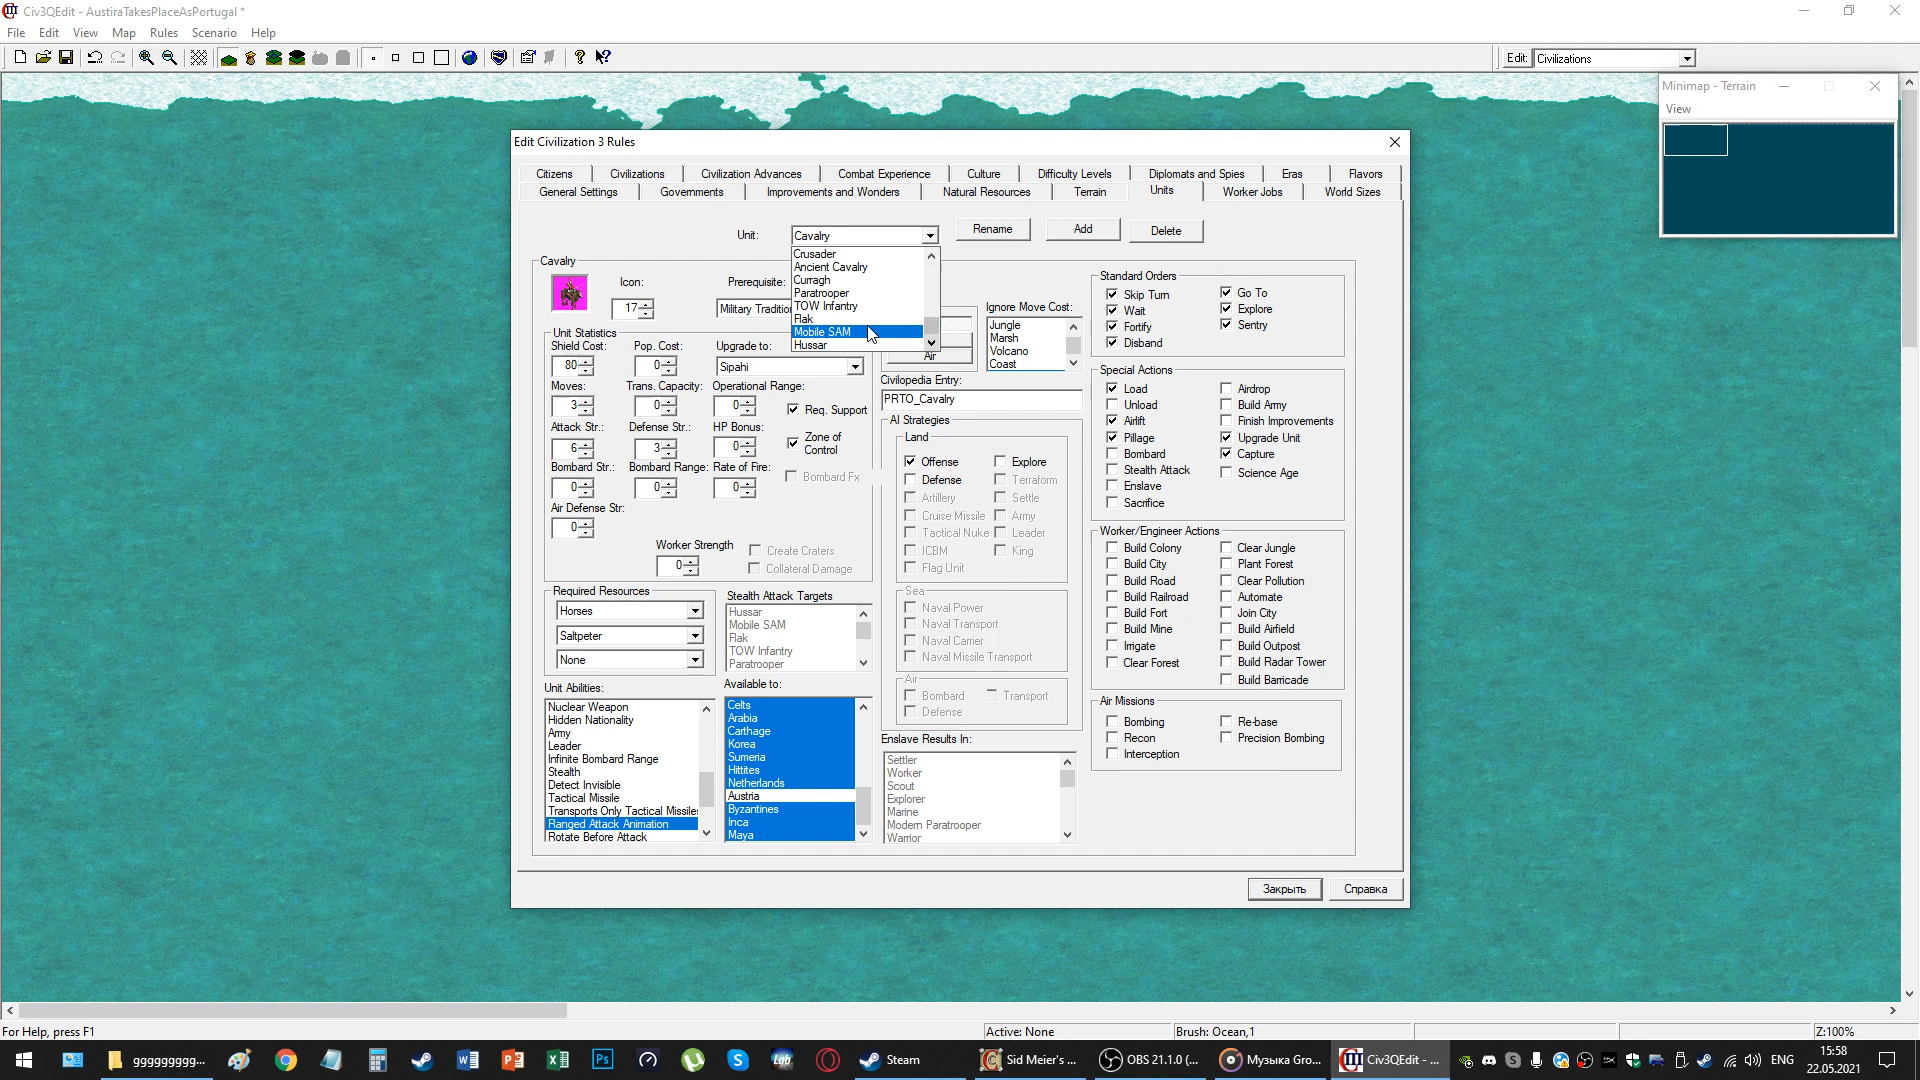 Civ3QEdit - AustiraTakesPlaceAsPortugal *
File Edit View Map Rules Scenario Help
Edit: Civilizations
Minimap - Terrain
View
Edit Civilization 3 Rules
Citizens Civilizations Civilization Advances Combat Experience Culture Difficulty Levels Diplomats and Spies Eras Flavors
General Settings Governments Improvements and Wonders Natural Resources Terrain Units Worker Jobs World Sizes
Unit: Cavalry Rename Add Delete
Crusader
Ancient Cavalry
Curragh
Paratrooper
TOW Infantry
Flak
Mobile SAM
Hussar
Cavalry
Icon: Prerequisite:
17 Military Tradition
Air
Ignore Move Cost:
Jungle
Marsh
Volcano
Coast
Unit Statistics
Shield Cost: Pop. Cost: Upgrade to:
80 0 Sipahi
Moves: Trans. Capacity: Operational Range:
3 0 0 Req. Support
Attack Str.: Defense Str.: HP Bonus:
6 3 0 Zone of
Control
Bombard Str.: Bombard Range: Rate of Fire:
0 0 0 Bombard Fx
Air Defense Str:
0
Worker Strength
0
Create Craters
Collateral Damage
Civilopedia Entry:
PRTO_Cavalry
AI Strategies
Land
Offense Explore
Defense Terraform
Artillery Settle
Cruise Missile Army
Tactical Nuke Leader
ICBM King
Flag Unit
Sea
Naval Power
Naval Transport
Naval Carrier
Naval Missile Transport
Air
Bombard Transport
Defense
Required Resources
Horses
Saltpeter
None
Stealth Attack Targets
Hussar
Mobile SAM
Flak
TOW Infantry
Paratrooper
Unit Abilities:
Nuclear Weapon
Hidden Nationality
Army
Leader
Infinite Bombard Range
Stealth
Detect Invisible
Tactical Missile
Transports Only Tactical Missiles
Ranged Attack Animation
Rotate Before Attack
Available to:
Celts
Arabia
Carthage
Korea
Sumeria
Hittites
Netherlands
Austria
Byzantines
Inca
Maya
Enslave Results In:
Settler
Worker
Scout
Explorer
Marine
Modern Paratrooper
Warrior
Standard Orders
Skip Turn Go To
Wait Explore
Fortify Sentry
Disband
Special Actions
Load Airdrop
Unload Build Army
Airlift Finish Improvements
Pillage Upgrade Unit
Bombard Capture
Stealth Attack Science Age
Enslave
Sacrifice
Worker/Engineer Actions
Build Colony Clear Jungle
Build City Plant Forest
Build Road Clear Pollution
Build Railroad Automate
Build Fort Join City
Build Mine Build Airfield
Irrigate Build Outpost
Clear Forest Build Radar Tower
Build Barricade
Air Missions
Bombing Re-base
Recon Precision Bombing
Interception
Закрыть Справка
For Help, press F1 Active: None Brush: Ocean,1 Z:100%
ggggggggg... Steam Sid Meier's ... OBS 21.1.0 (... Музыка Gro... Civ3QEdit - ... ENG
15:58
22.05.2021